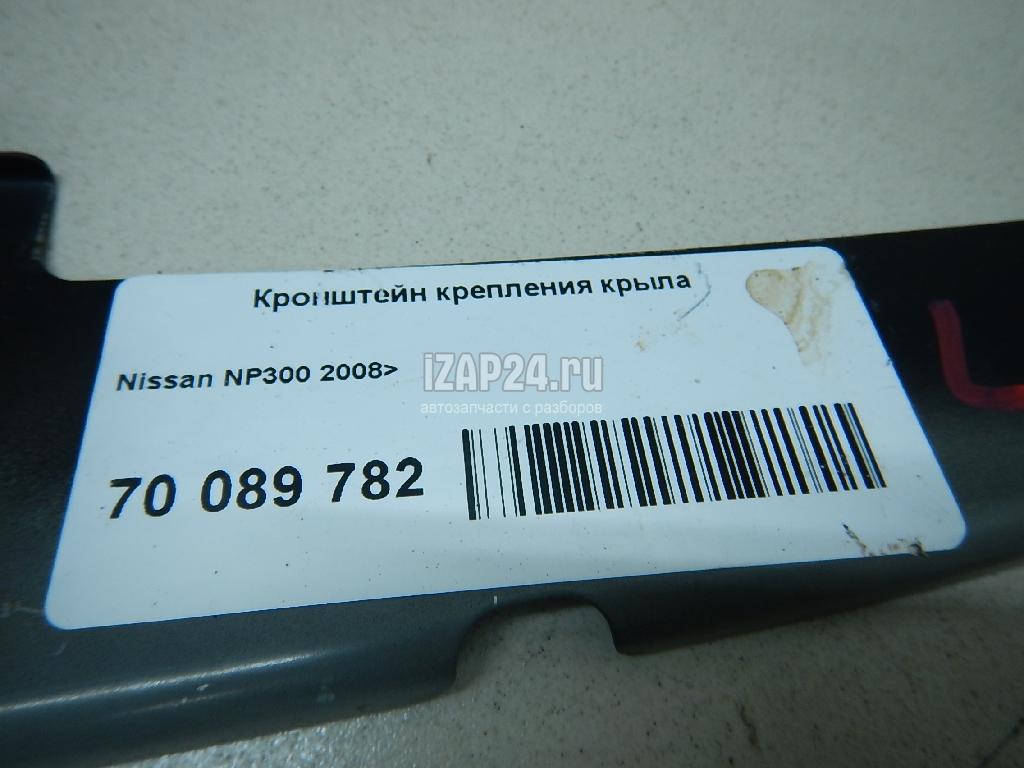 Кронштейн крепления крыла
Nissan NP300 2008>
iZAP24.ru
автозапчасти с разборов
70 089 782